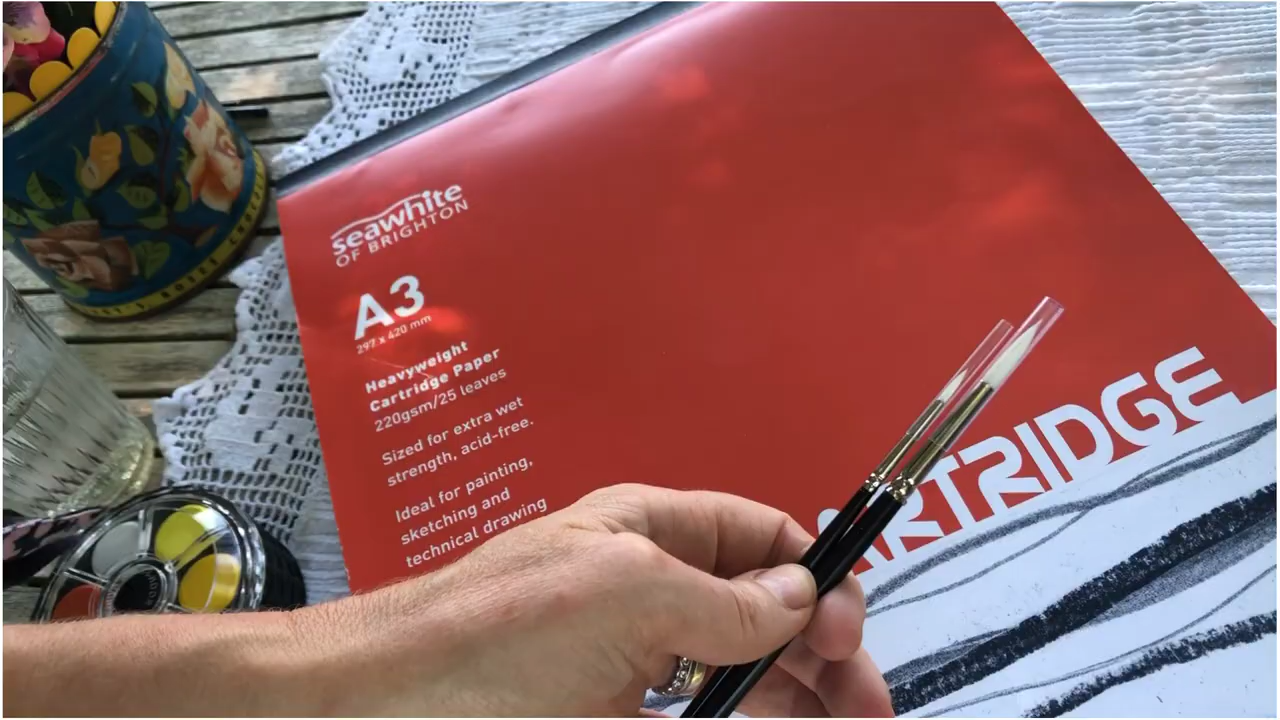 seawhite
OF BRIGHTON
A3
297 x 420 mm
Heavyweight
Cartridge Paper
220gsm/25 leaves
Sized for extra wet
strength, acid-free.
Ideal for painting,
sketching and
technical drawing
ARTRIDGE